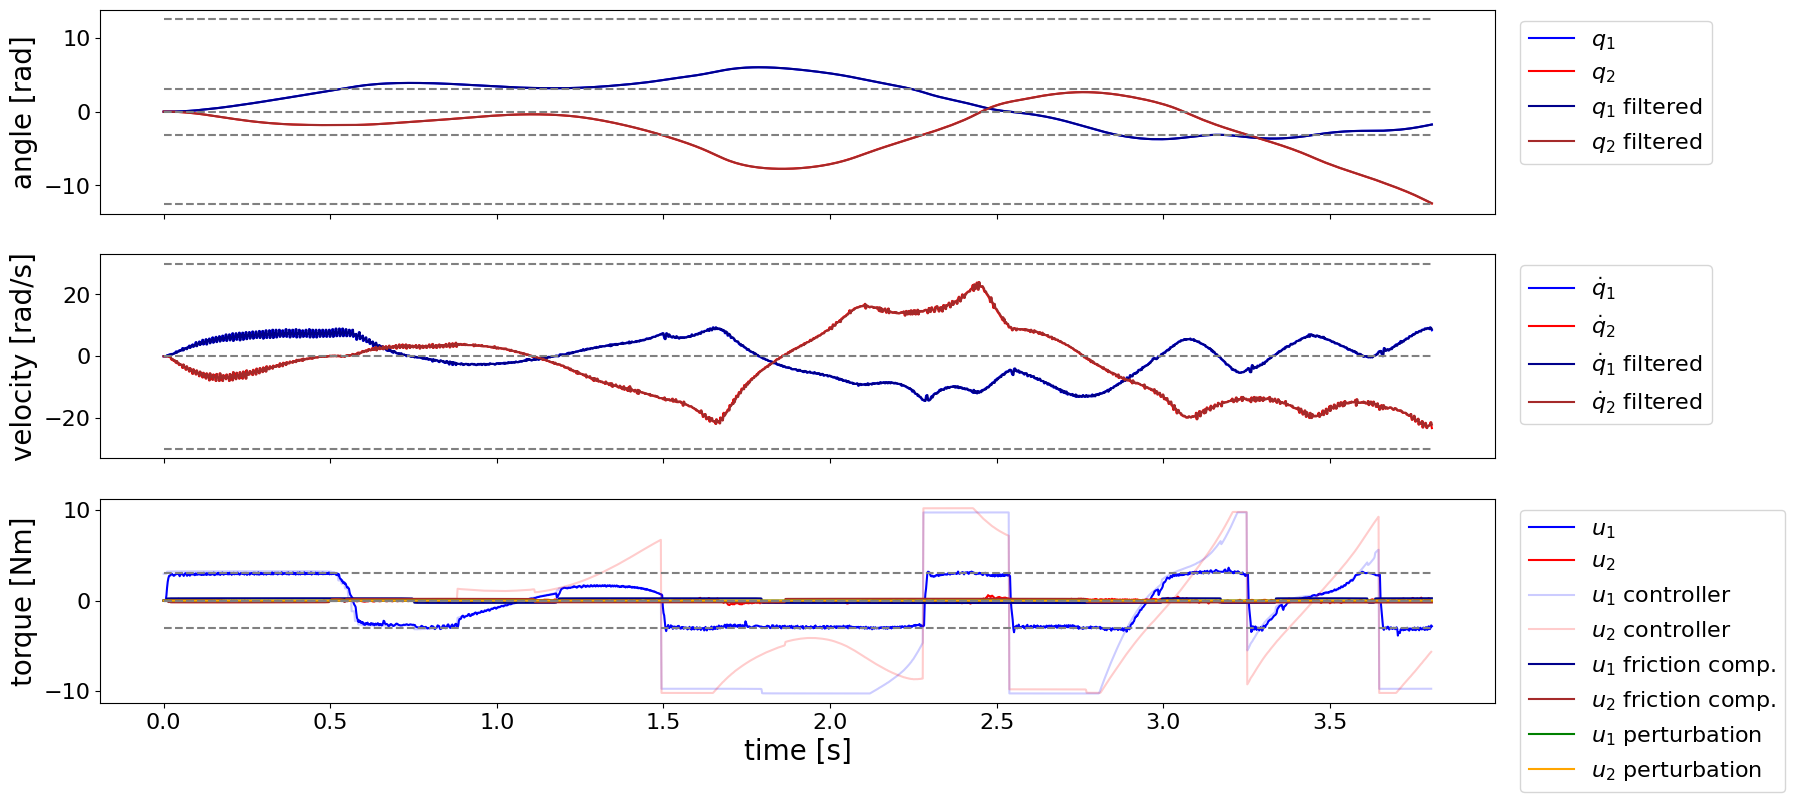 angle [rad]
10
0
−10
q₁
q₂
q₁ filtered
q₂ filtered
velocity [rad/s]
20
0
−20
q̇₁
q̇₂
q̇₁ filtered
q̇₂ filtered
torque [Nm]
10
0
−10
0.0 0.5 1.0 1.5 2.0 2.5 3.0 3.5
time [s]
u₁
u₂
u₁ controller
u₂ controller
u₁ friction comp.
u₂ friction comp.
u₁ perturbation
u₂ perturbation